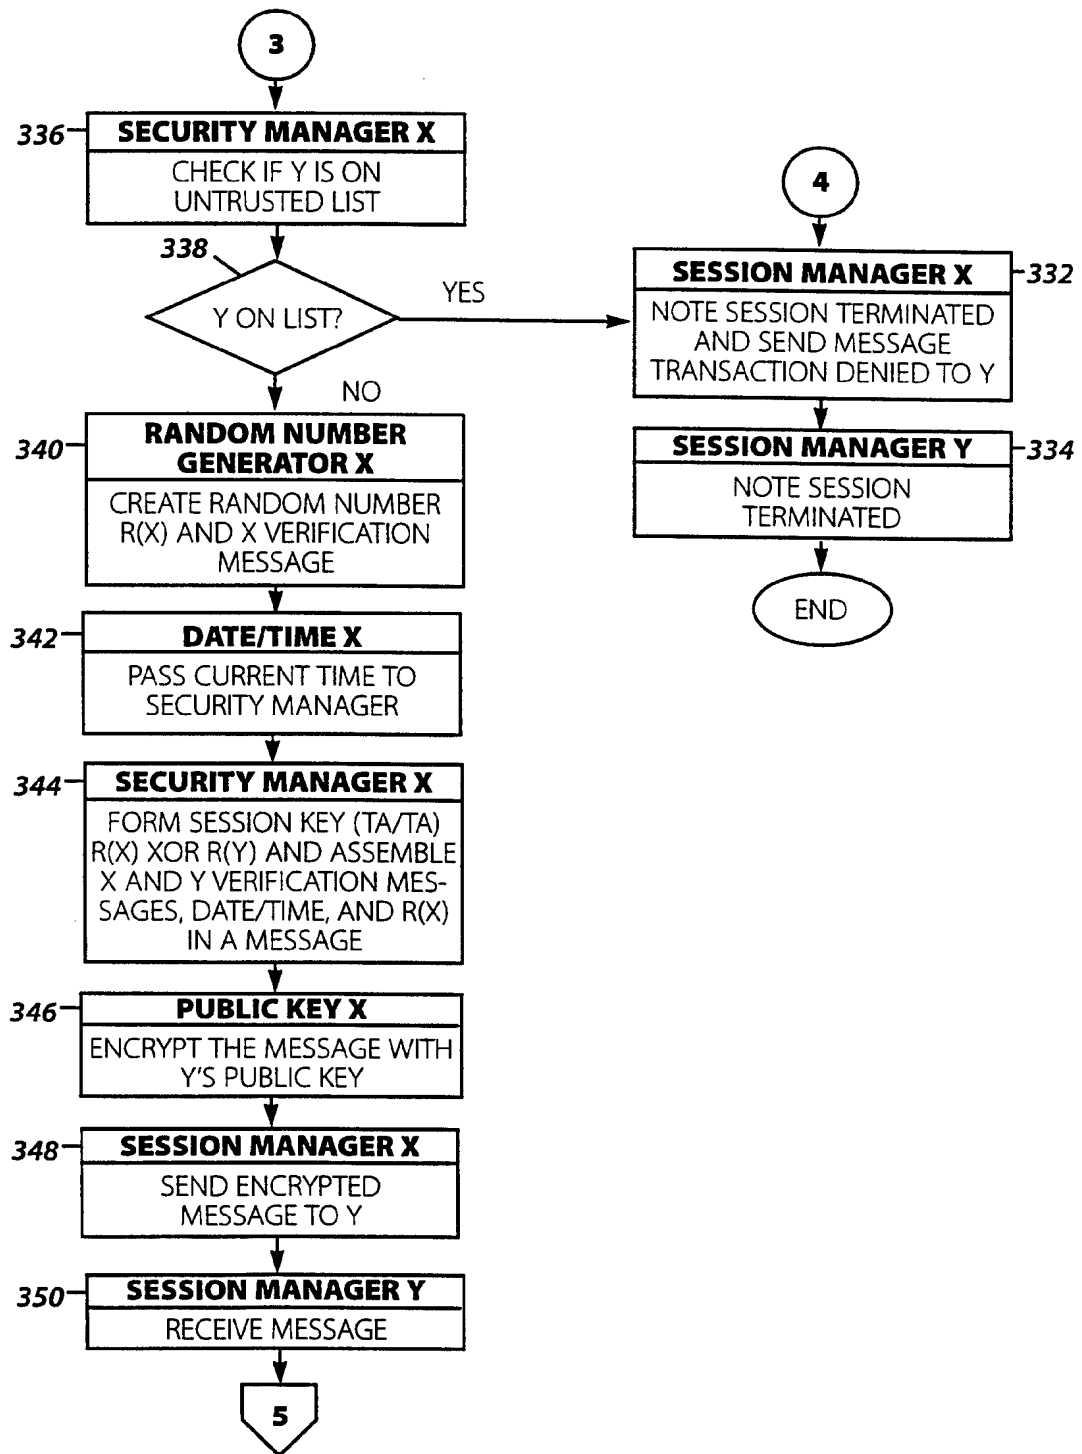 3
336
SECURITY MANAGER X
CHECK IF Y IS ON
UNTRUSTED LIST
338
Y ON LIST?
YES
NO
340
RANDOM NUMBER
GENERATOR X
CREATE RANDOM NUMBER
R(X) AND X VERIFICATION
MESSAGE
342
DATE/TIME X
PASS CURRENT TIME TO
SECURITY MANAGER
344
SECURITY MANAGER X
FORM SESSION KEY (TA/TA)
R(X) XOR R(Y) AND ASSEMBLE
X AND Y VERIFICATION MES-
SAGES, DATE/TIME, AND R(X)
IN A MESSAGE
346
PUBLIC KEY X
ENCRYPT THE MESSAGE WITH
Y'S PUBLIC KEY
348
SESSION MANAGER X
SEND ENCRYPTED
MESSAGE TO Y
350
SESSION MANAGER Y
RECEIVE MESSAGE
5
4
SESSION MANAGER X
332
NOTE SESSION TERMINATED
AND SEND MESSAGE
TRANSACTION DENIED TO Y
SESSION MANAGER Y
334
NOTE SESSION
TERMINATED
END